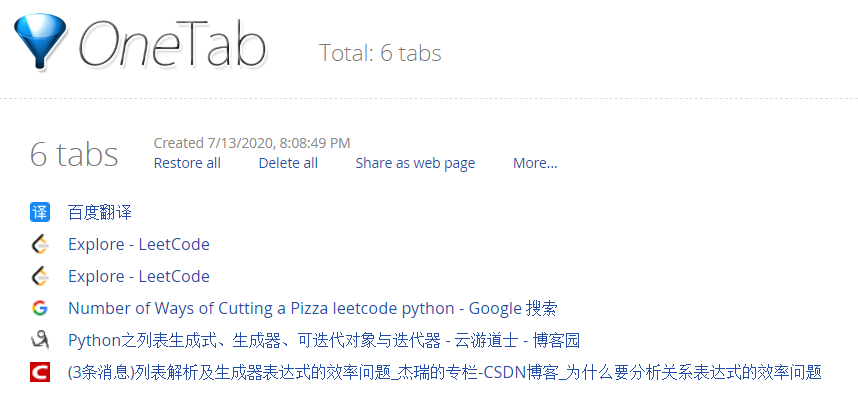 OneTab
Total: 6 tabs
6 tabs
Created 7/13/2020, 8:08:49 PM
Restore all Delete all Share as web page More...
译 百度翻译
Explore - LeetCode
Explore - LeetCode
G Number of Ways of Cutting a Pizza leetcode python - Google 搜索
Python之列表生成式、生成器、可迭代对象与迭代器 - 云游道士 - 博客园
C (3条消息)列表解析及生成器表达式的效率问题_杰瑞的专栏-CSDN博客_为什么要分析关系表达式的效率问题